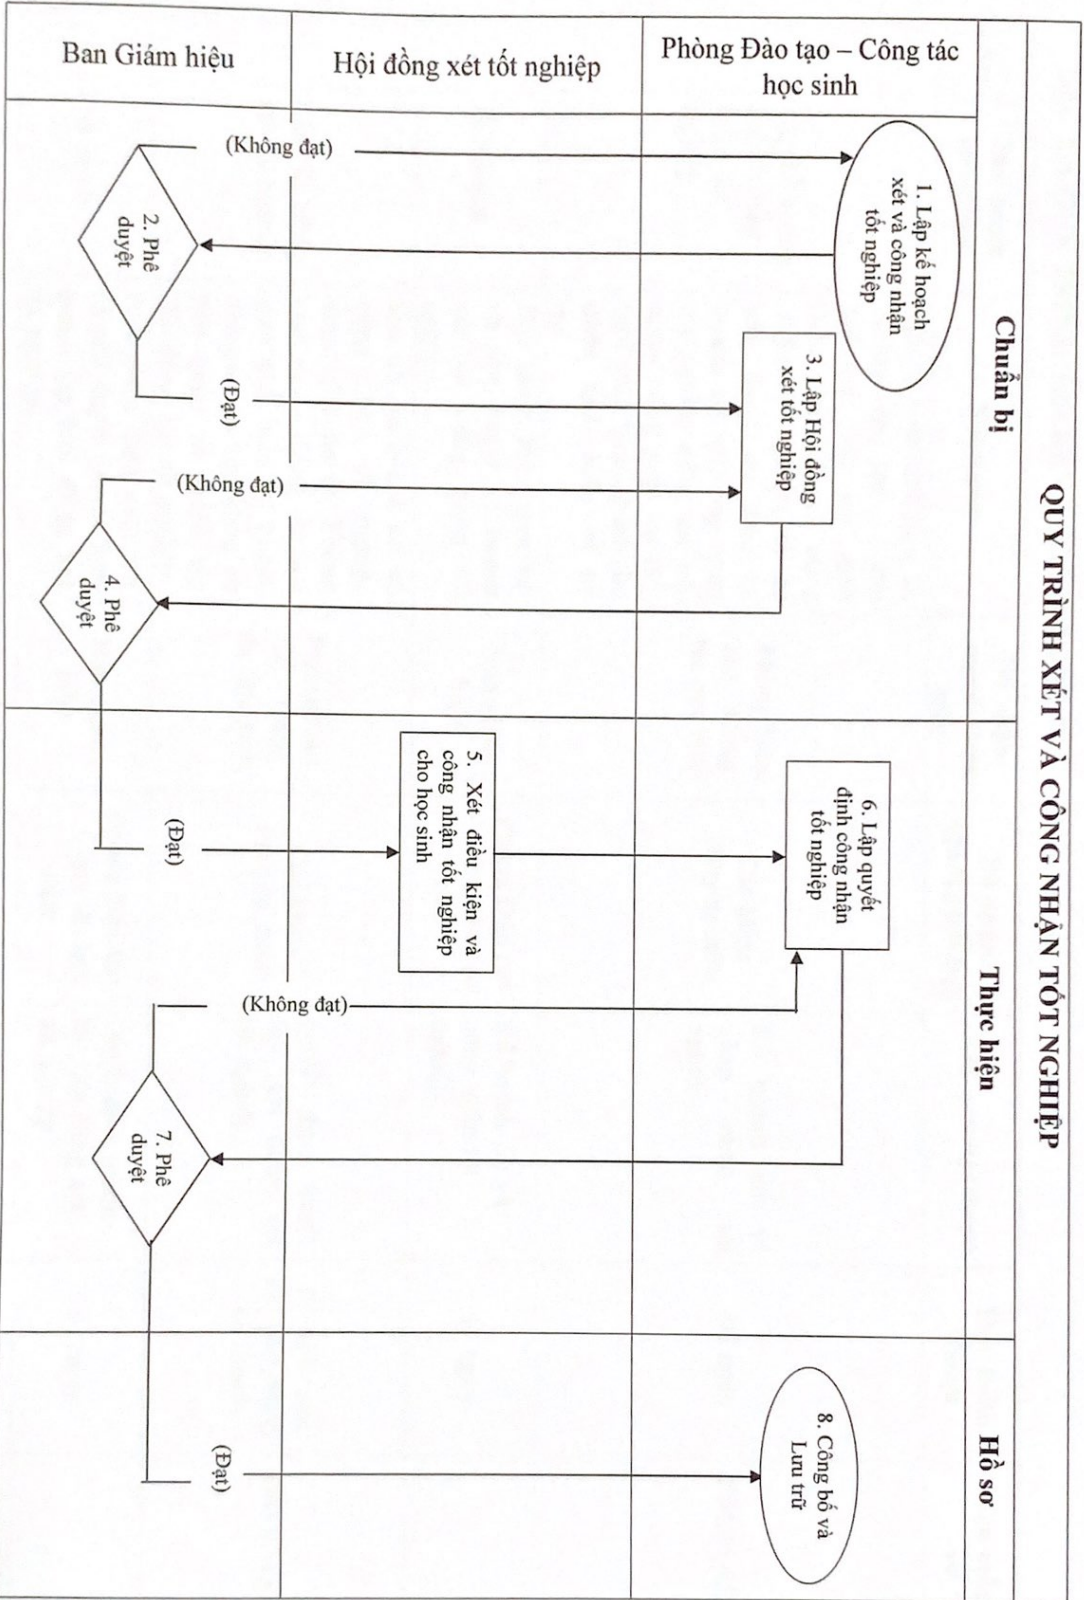 QUY TRÌNH XÉT VÀ CÔNG NHẬN TỐT NGHIỆP
Chuẩn bị
Thực hiện
Hồ sơ
Phòng Đào tạo – Công tác
học sinh
Hội đồng xét tốt nghiệp
Ban Giám hiệu
1. Lập kế hoạch
xét và công nhận
tốt nghiệp
(Không đạt)
2. Phê
duyệt
(Đạt)
3. Lập Hội đồng
xét tốt nghiệp
(Không đạt)
4. Phê
duyệt
(Đạt)
5. Xét điều kiện và
công nhận tốt nghiệp
cho học sinh
6. Lập quyết
định công nhận
tốt nghiệp
(Không đạt)
7. Phê
duyệt
(Đạt)
8. Công bố và
Lưu trữ